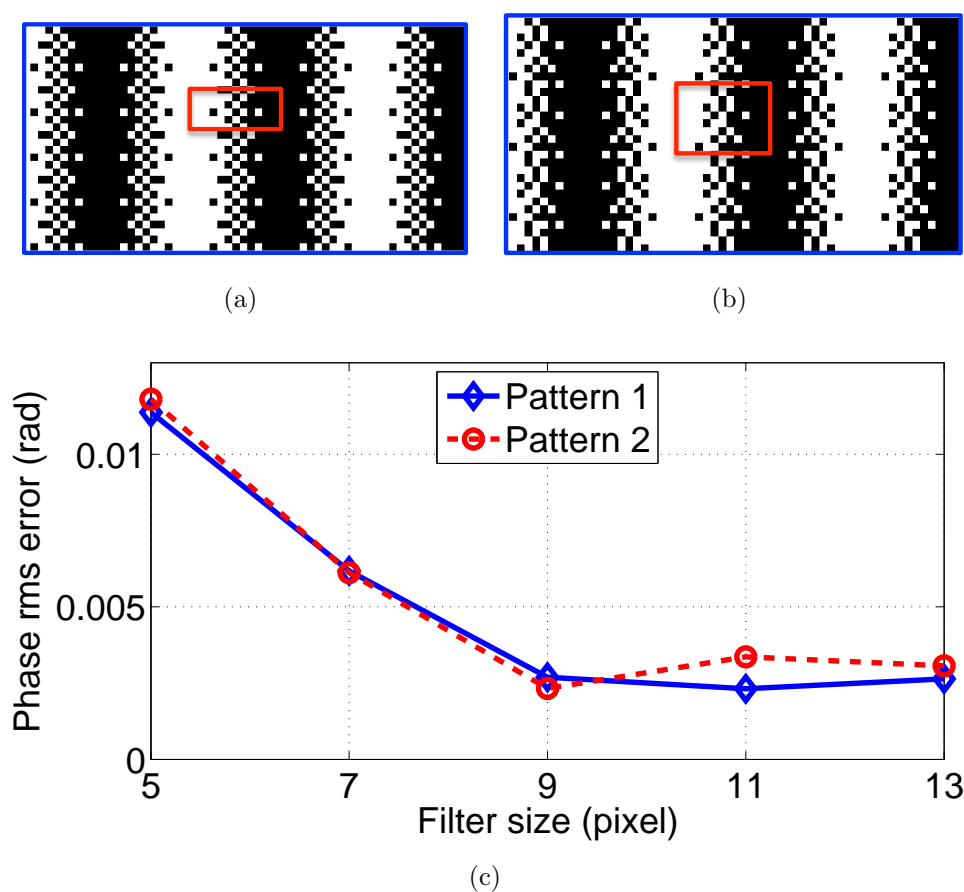 (a)
(b)
Phase rms error (rad)
0.01
0.005
0
Pattern 1
Pattern 2
5
7
9
11
13
Filter size (pixel)
(c)